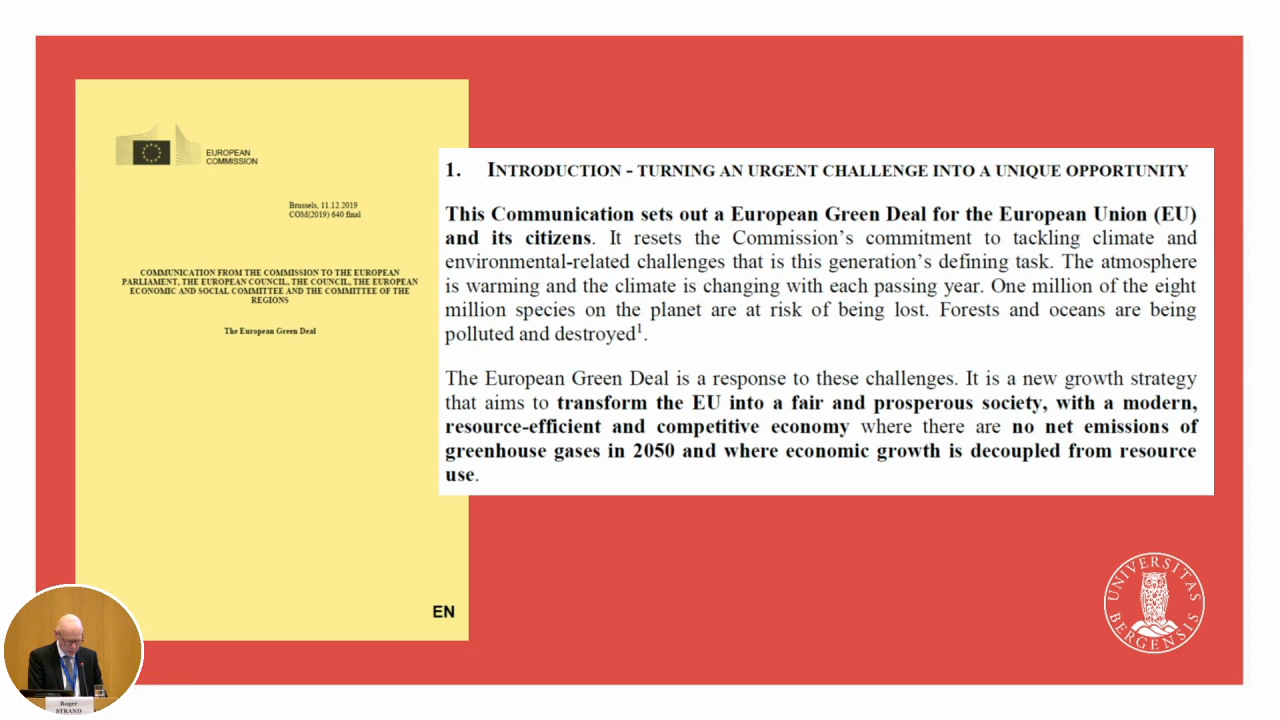 EUROPEAN
COMMISSION
Brussels, 11.12.2019
COM(2019) 640 final
COMMUNICATION FROM THE COMMISSION TO THE EUROPEAN
PARLIAMENT, THE EUROPEAN COUNCIL, THE COUNCIL, THE EUROPEAN
ECONOMIC AND SOCIAL COMMITTEE AND THE COMMITTEE OF THE
REGIONS
The European Green Deal
EN
1. INTRODUCTION - TURNING AN URGENT CHALLENGE INTO A UNIQUE OPPORTUNITY
This Communication sets out a European Green Deal for the European Union (EU)
and its citizens. It resets the Commission's commitment to tackling climate and
environmental-related challenges that is this generation's defining task. The atmosphere
is warming and the climate is changing with each passing year. One million of the eight
million species on the planet are at risk of being lost. Forests and oceans are being
polluted and destroyed¹.
The European Green Deal is a response to these challenges. It is a new growth strategy
that aims to transform the EU into a fair and prosperous society, with a modern,
resource-efficient and competitive economy where there are no net emissions of
greenhouse gases in 2050 and where economic growth is decoupled from resource
use.
UNIVERSITAS
BERGENSIS
Roger
STRAND